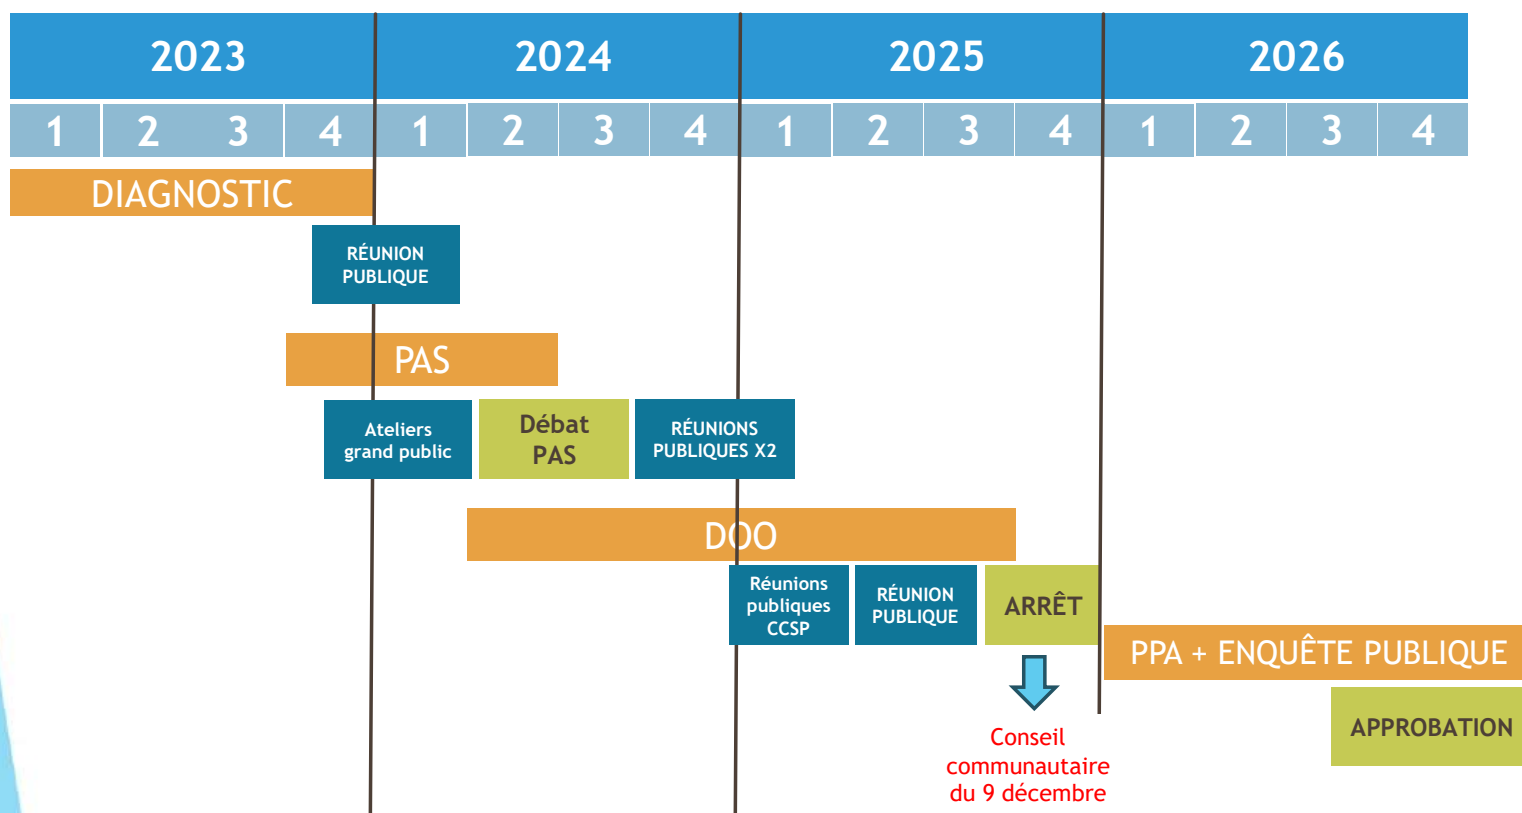 2023 2024 2025 2026
1 2 3 4 1 2 3 4 1 2 3 4 1 2 3 4
DIAGNOSTIC
RÉUNION
PUBLIQUE
PAS
Ateliers
grand public
Débat
PAS
RÉUNIONS
PUBLIQUES X2
DOO
Réunions
publiques
CCSP
RÉUNION
PUBLIQUE
ARRÊT
PPA + ENQUÊTE PUBLIQUE
APPROBATION
Conseil
communautaire
du 9 décembre